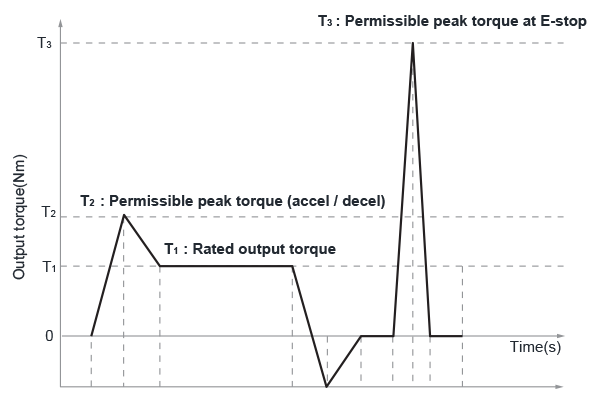 T₃ : Permissible peak torque at E-stop
T₃
T₂ : Permissible peak torque (accel / decel)
T₂
T₁ : Rated output torque
T₁
Output torque(Nm)
0
Time(s)